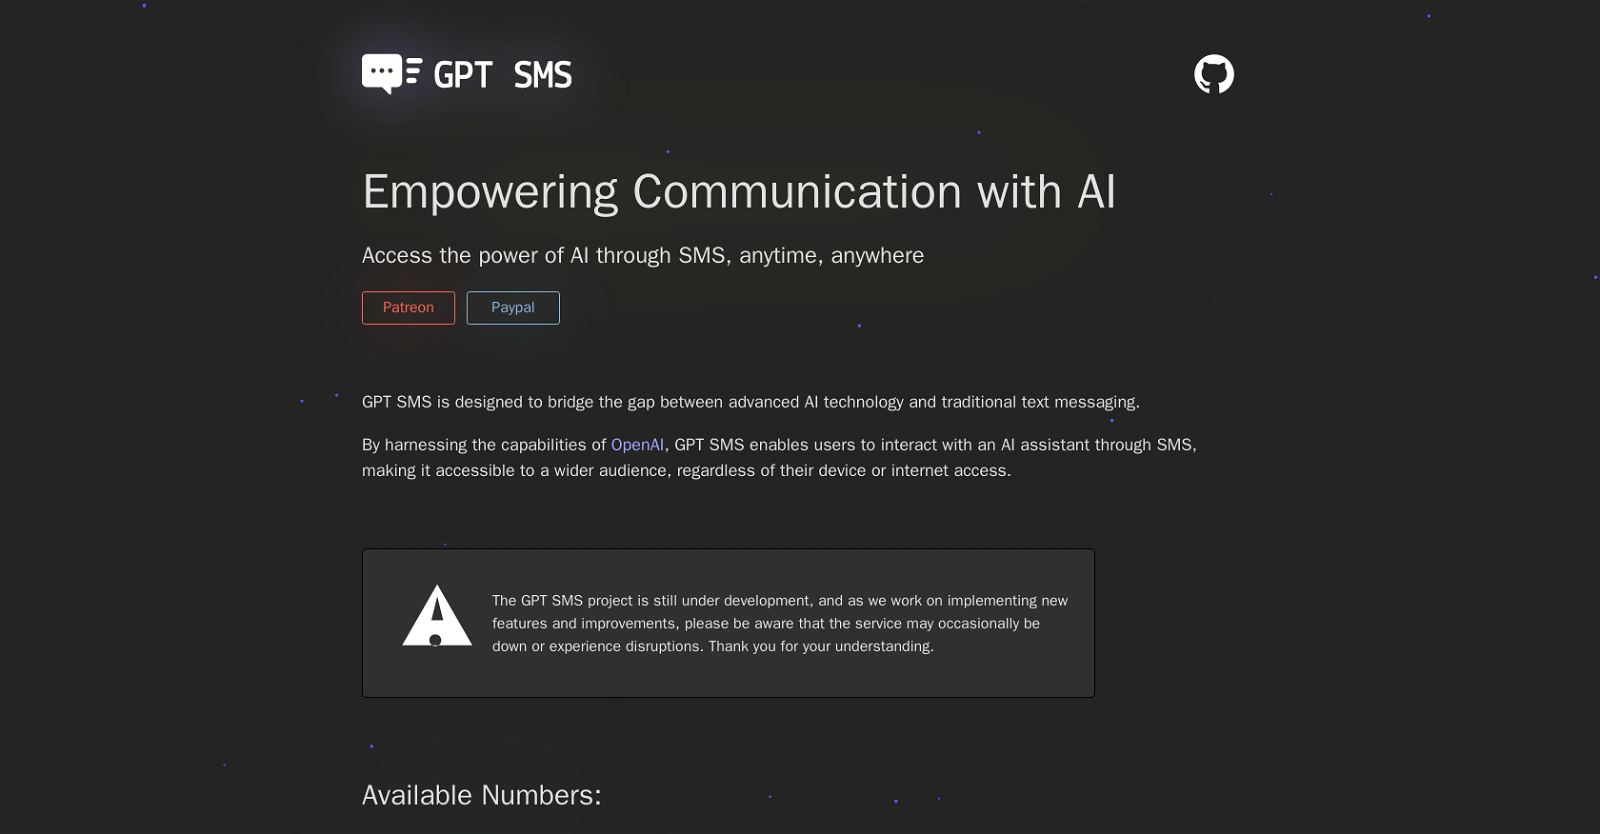 GPT SMS
Empowering Communication with AI
Access the power of AI through SMS, anytime, anywhere
Patreon
Paypal
GPT SMS is designed to bridge the gap between advanced AI technology and traditional text messaging.
By harnessing the capabilities of OpenAI, GPT SMS enables users to interact with an AI assistant through SMS,
making it accessible to a wider audience, regardless of their device or internet access.
The GPT SMS project is still under development, and as we work on implementing new
features and improvements, please be aware that the service may occasionally be
down or experience disruptions. Thank you for your understanding.
Available Numbers: